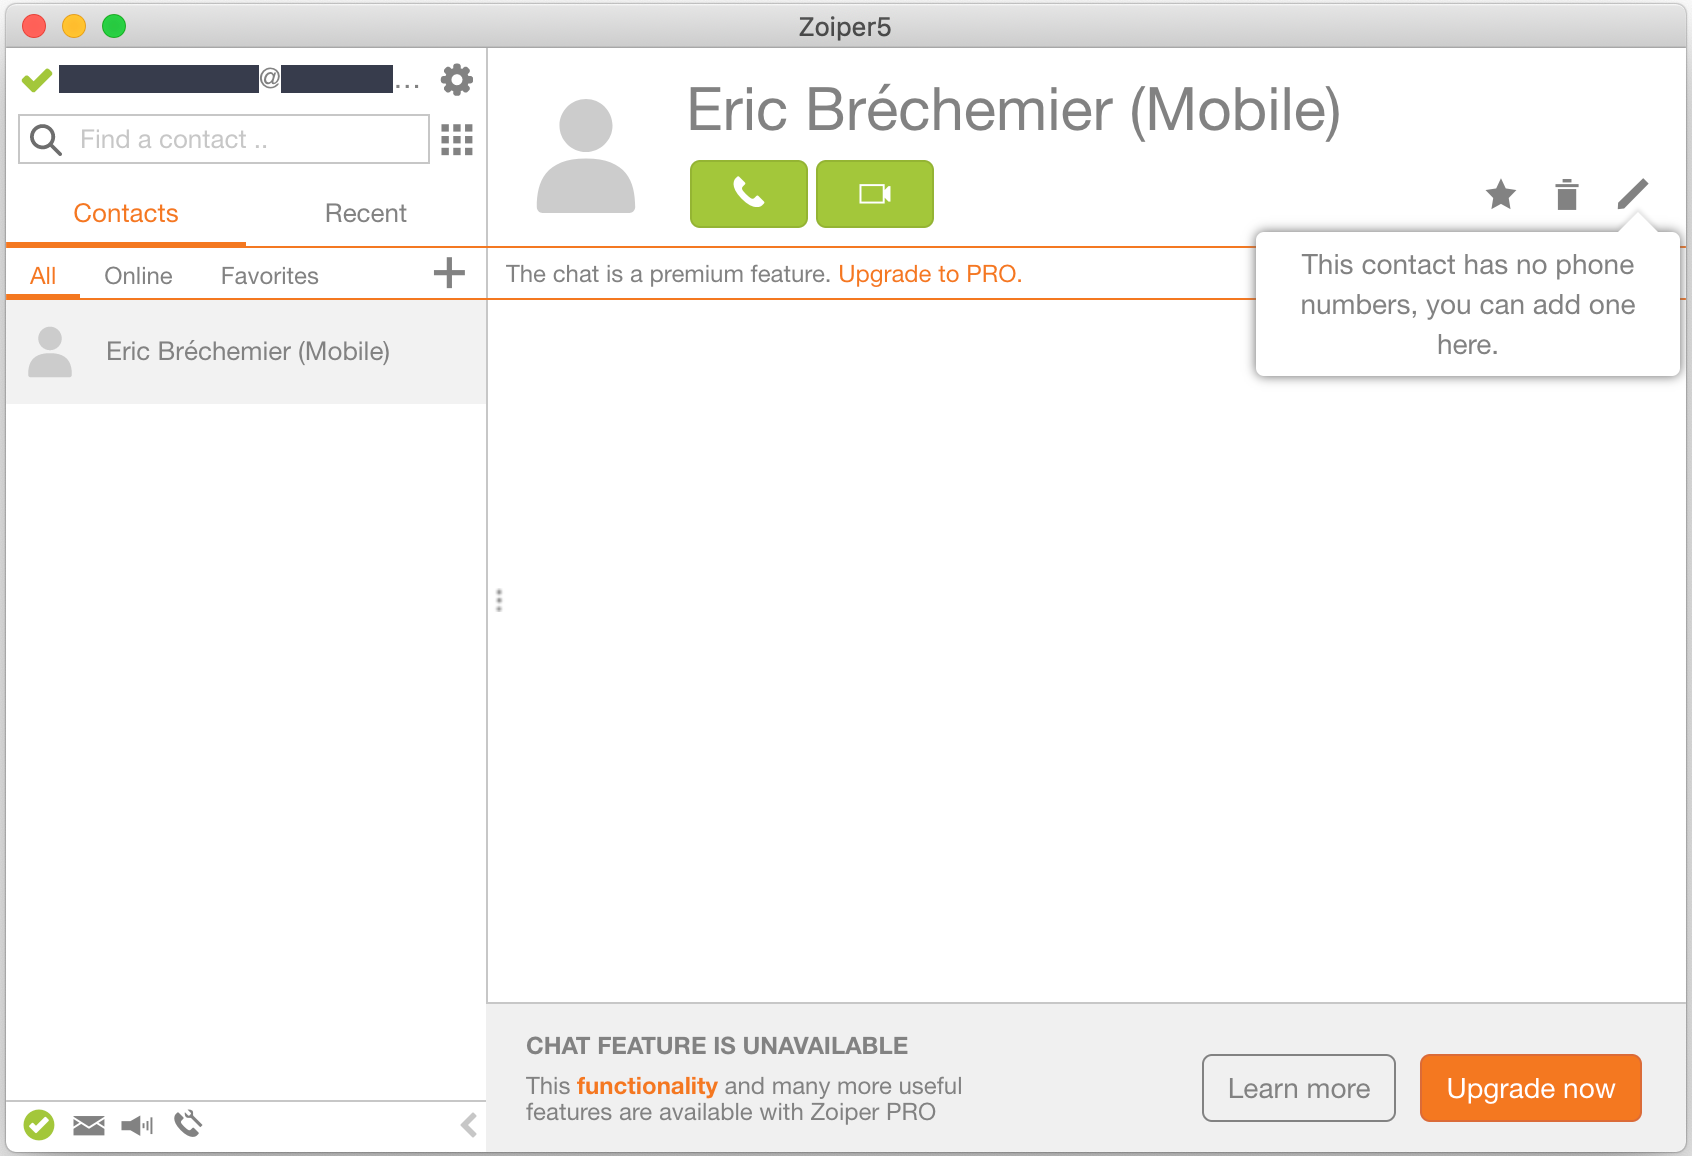 Zoiper5
@
...
Find a contact ..
Contacts
Recent
All
Online
Favorites
Eric Bréchemier (Mobile)
Eric Bréchemier (Mobile)
The chat is a premium feature. Upgrade to PRO.
This contact has no phone
numbers, you can add one
here.
CHAT FEATURE IS UNAVAILABLE
This functionality and many more useful
features are available with Zoiper PRO
Learn more
Upgrade now